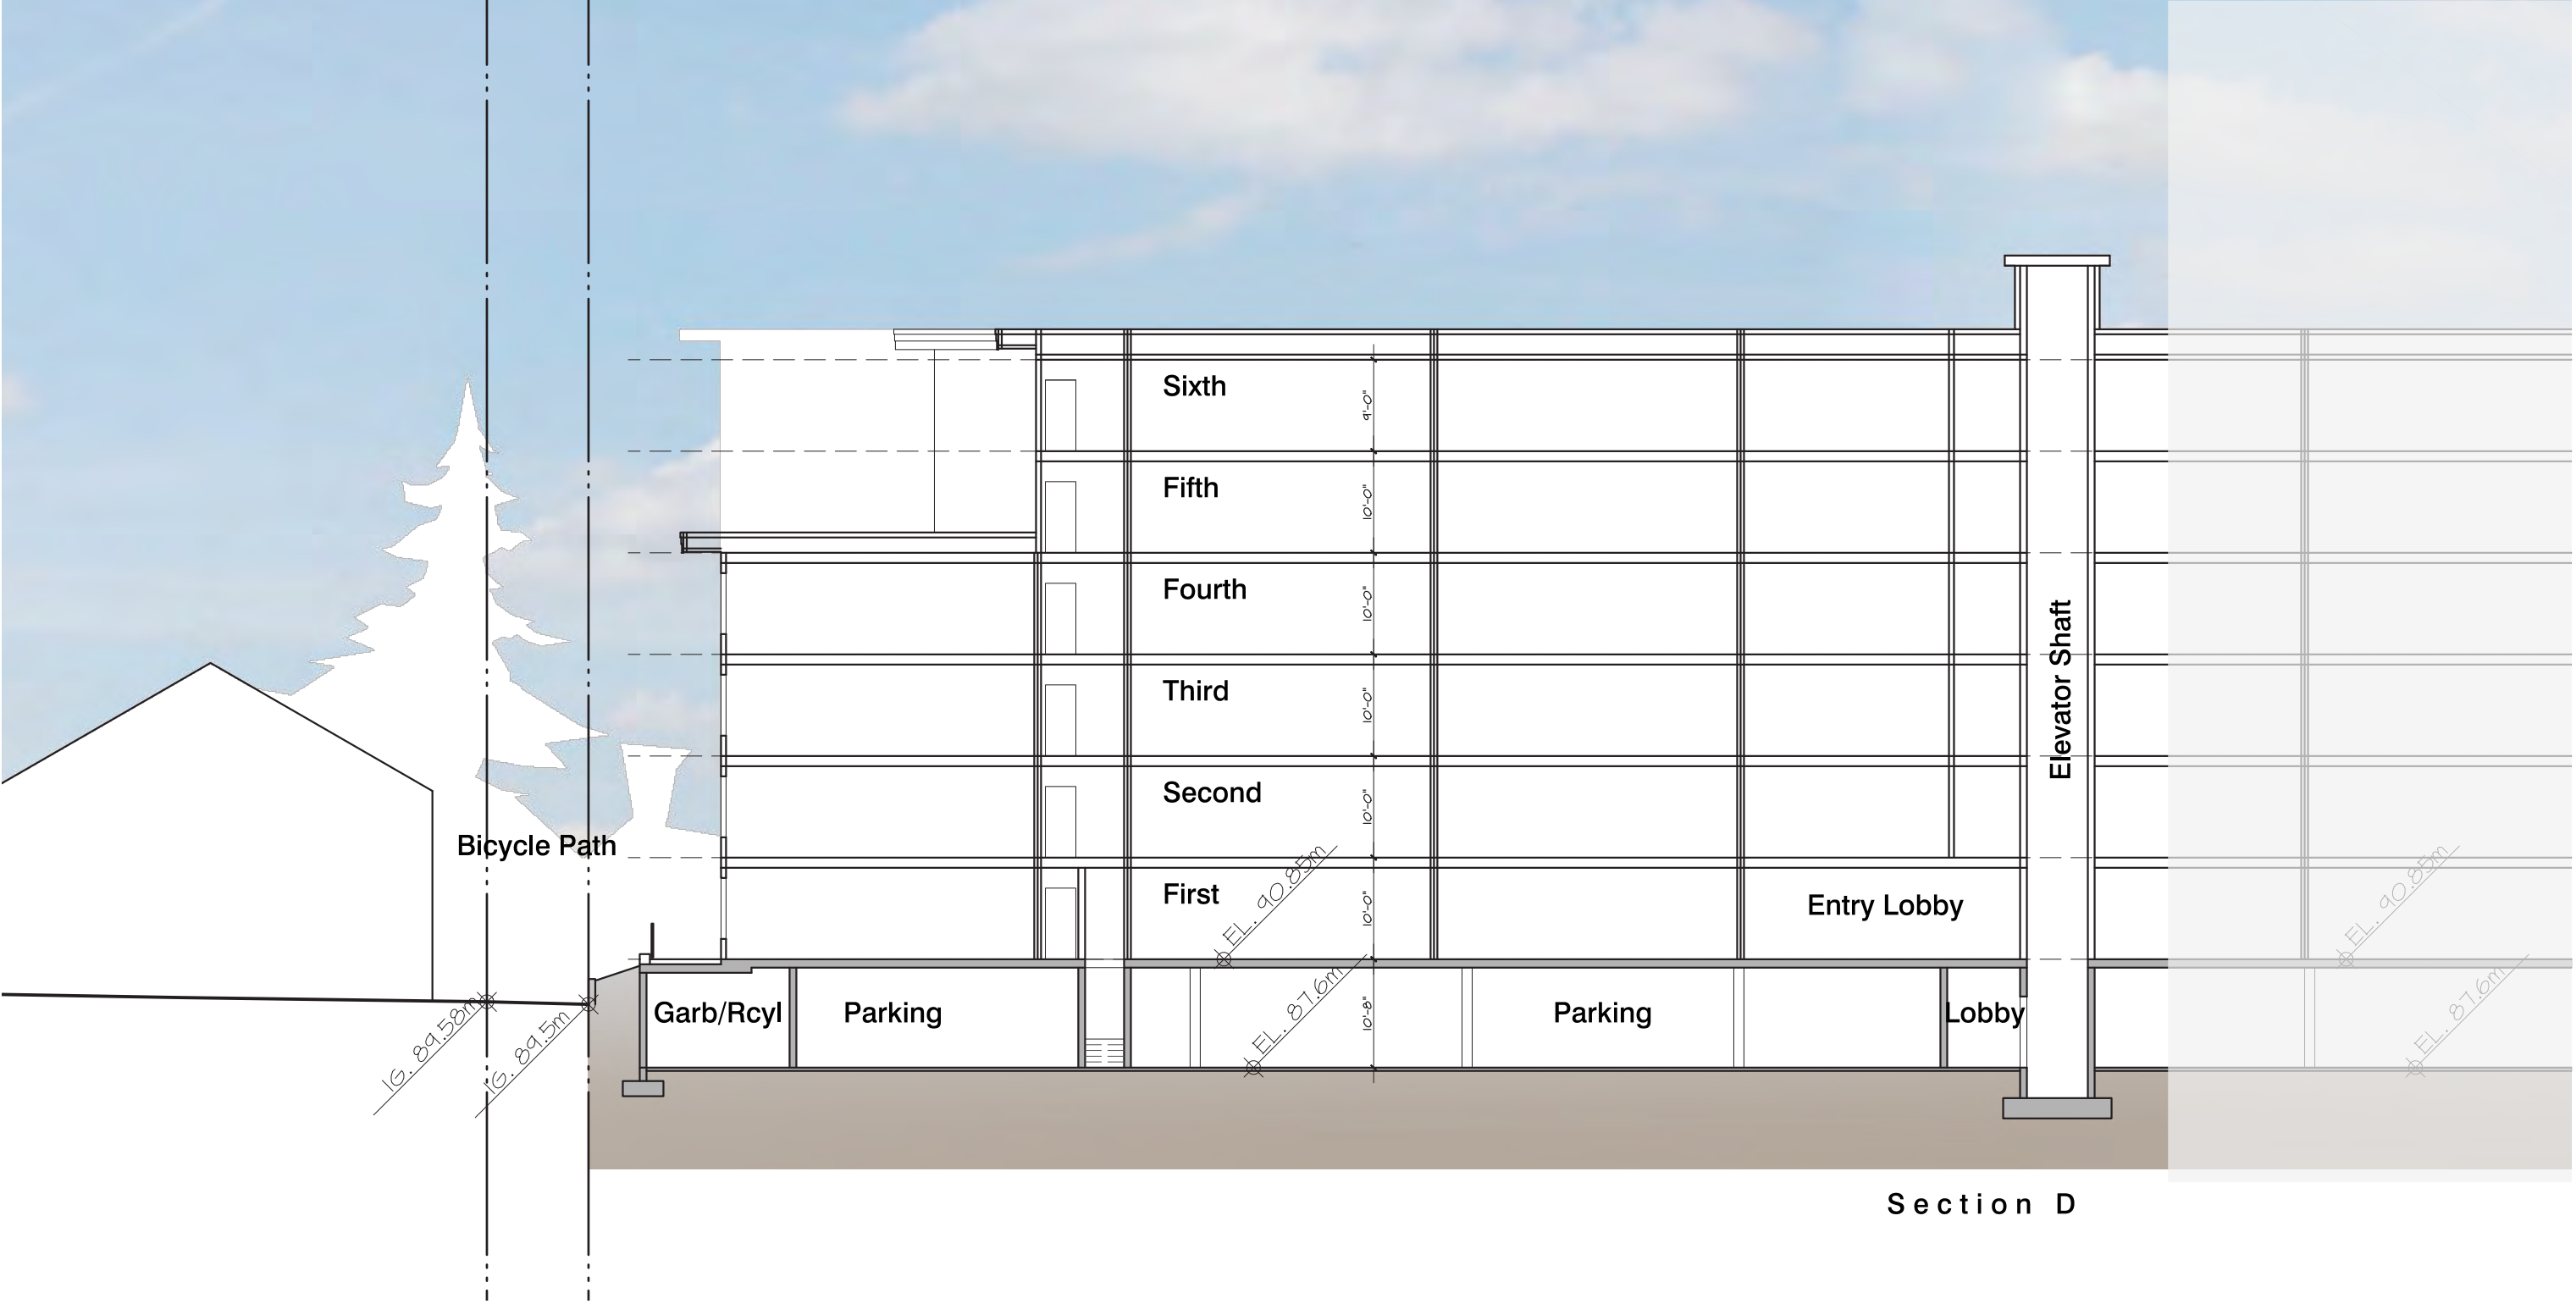 Sixth
9'-0"
Fifth
10'-0"
Fourth
10'-0"
Third
10'-0"
Elevator Shaft
Second
10'-0"
Bicycle Path
First
EL. 90.85m
10'-0"
Entry Lobby
EL. 90.85m
Garb/Rcyl
Parking
EL. 87.6m
10'-8"
Parking
Lobby
EL. 87.6m
IG. 89.58m
IG. 89.5m
Section D